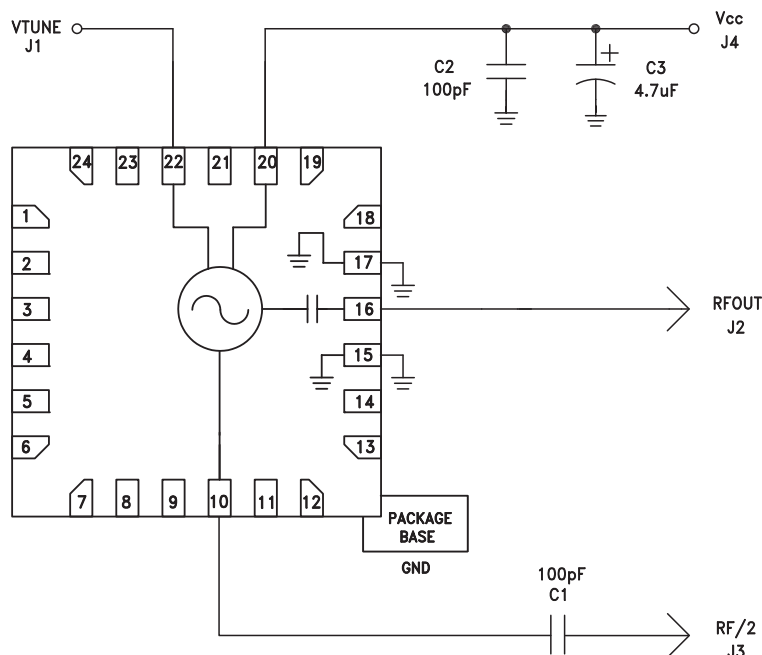 VTUNE
J1
Vcc
J4
C2
100pF
+
C3
4.7uF
24 23 22 21 20 19
1
2
3
4
5
6
18
17
16
15
14
13
RFOUT
J2
7 8 9 10 11 12
PACKAGE
BASE
GND
100pF
C1
RF/2
J3